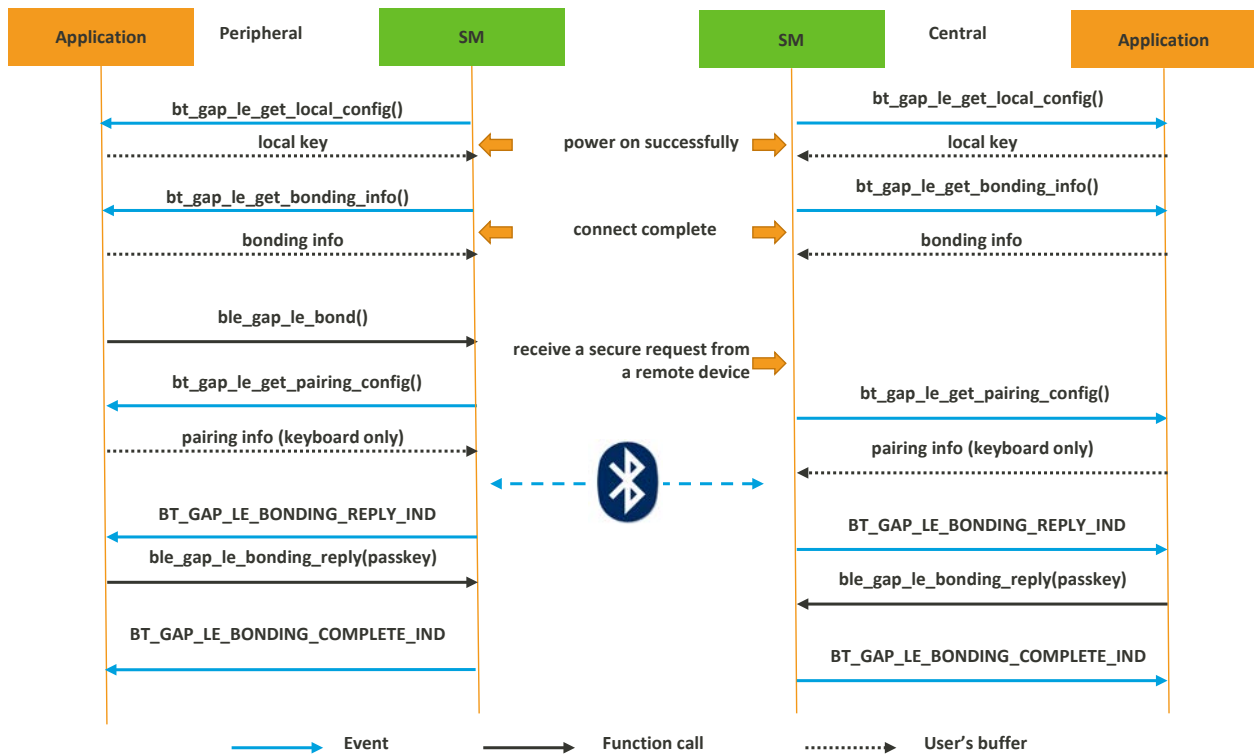 Application
Peripheral
SM
SM
Central
Application
bt_gap_le_get_local_config()
bt_gap_le_get_local_config()
local key
power on successfully
local key
bt_gap_le_get_bonding_info()
bt_gap_le_get_bonding_info()
connect complete
bonding info
bonding info
ble_gap_le_bond()
receive a secure request from
a remote device
bt_gap_le_get_pairing_config()
bt_gap_le_get_pairing_config()
pairing info (keyboard only)
pairing info (keyboard only)
BT_GAP_LE_BONDING_REPLY_IND
BT_GAP_LE_BONDING_REPLY_IND
ble_gap_le_bonding_reply(passkey)
ble_gap_le_bonding_reply(passkey)
BT_GAP_LE_BONDING_COMPLETE_IND
BT_GAP_LE_BONDING_COMPLETE_IND
Event
Function call
User's buffer